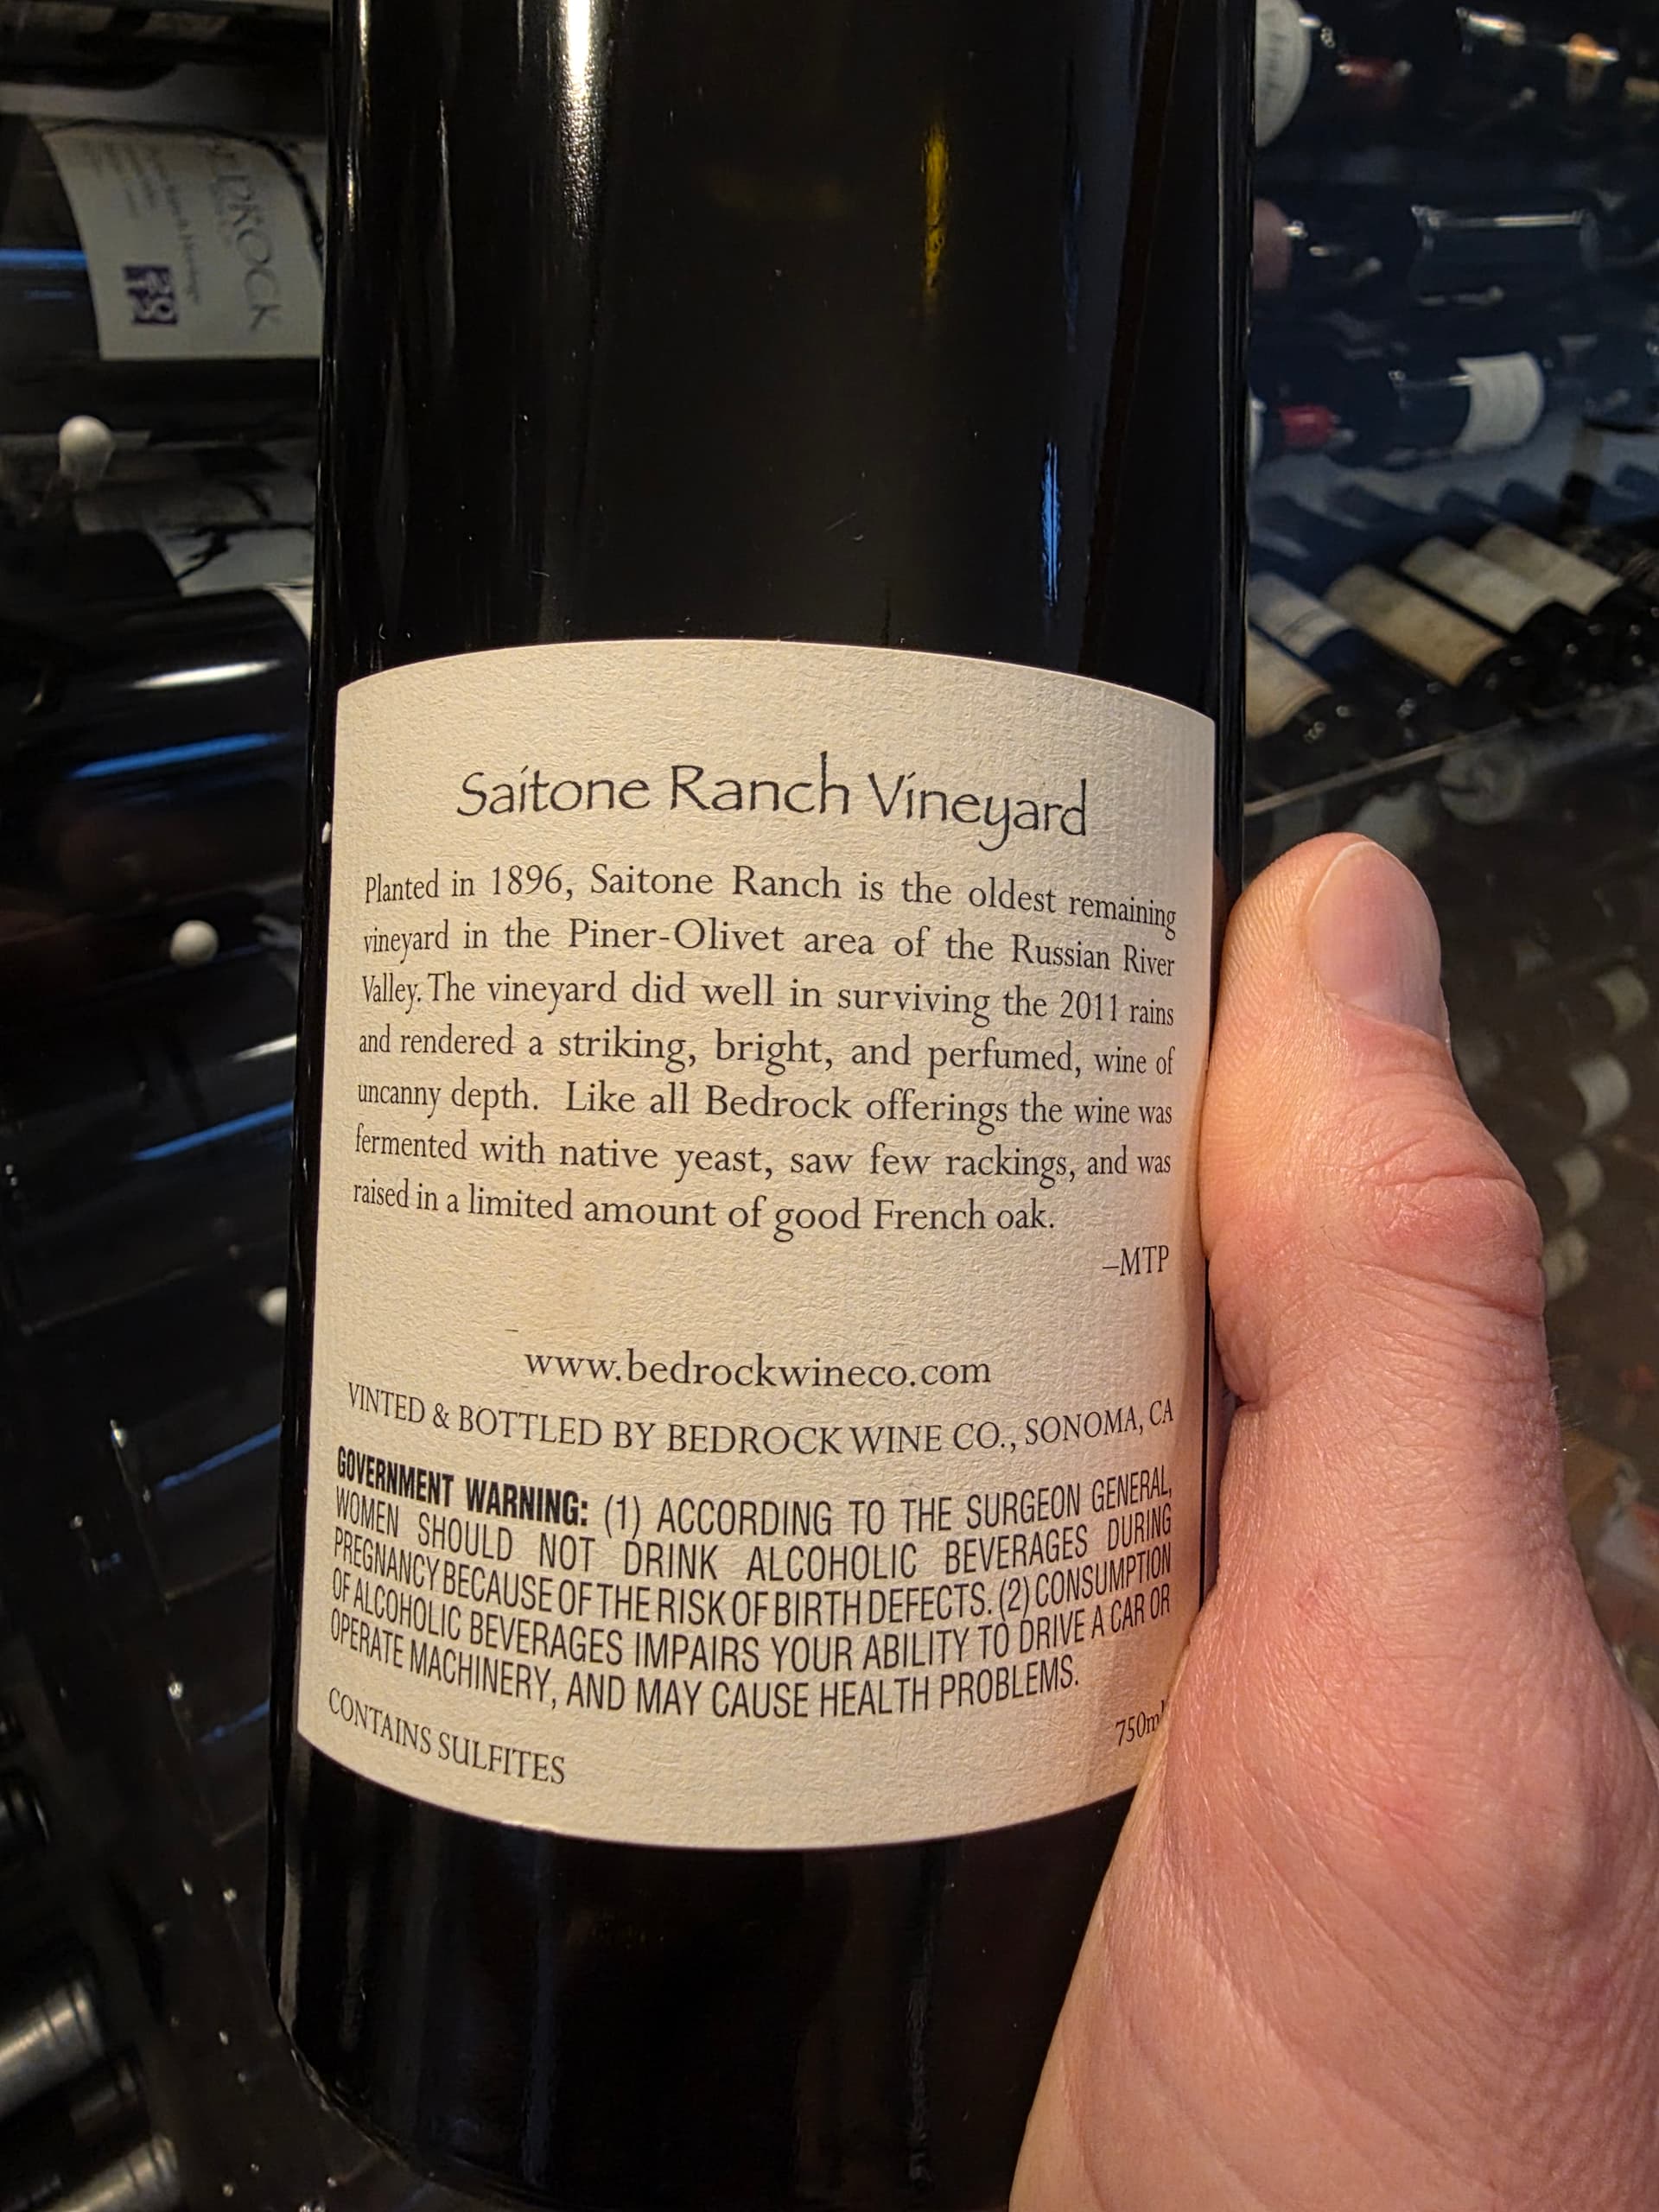 Saitone Ranch Vineyard
Planted in 1896, Saitone Ranch is the oldest remaining
vineyard in the Piner-Olivet area of the Russian River
Valley. The vineyard did well in surviving the 2011 rains
and rendered a striking, bright, and perfumed, wine of
uncanny depth. Like all Bedrock offerings the wine was
fermented with native yeast, saw few rackings, and was
raised in a limited amount of good French oak.
–MTP
www.bedrockwineco.com
VINTED & BOTTLED BY BEDROCK WINE CO., SONOMA, CA
GOVERNMENT WARNING: (1) ACCORDING TO THE SURGEON GENERAL,
WOMEN SHOULD NOT DRINK ALCOHOLIC BEVERAGES DURING
PREGNANCY BECAUSE OF THE RISK OF BIRTH DEFECTS. (2) CONSUMPTION
OF ALCOHOLIC BEVERAGES IMPAIRS YOUR ABILITY TO DRIVE A CAR OR
OPERATE MACHINERY, AND MAY CAUSE HEALTH PROBLEMS.
CONTAINS SULFITES
750ml